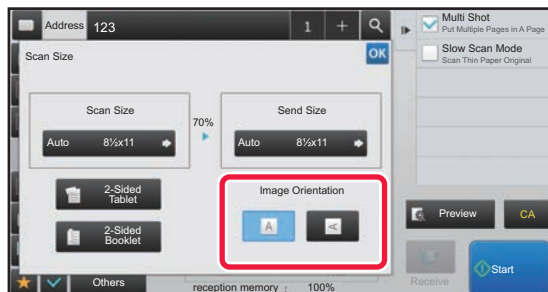 Address 123 1 +
Multi Shot
Put Multiple Pages in A Page
Scan Size
OK
Slow Scan Mode
Scan Thin Paper Original
Scan Size
70%
Send Size
Auto 8½x11
Auto 8½x11
2-Sided
Tablet
Image Orientation
A A
2-Sided
Booklet
Preview
CA
Others
reception memory : 100%
Receive
Start